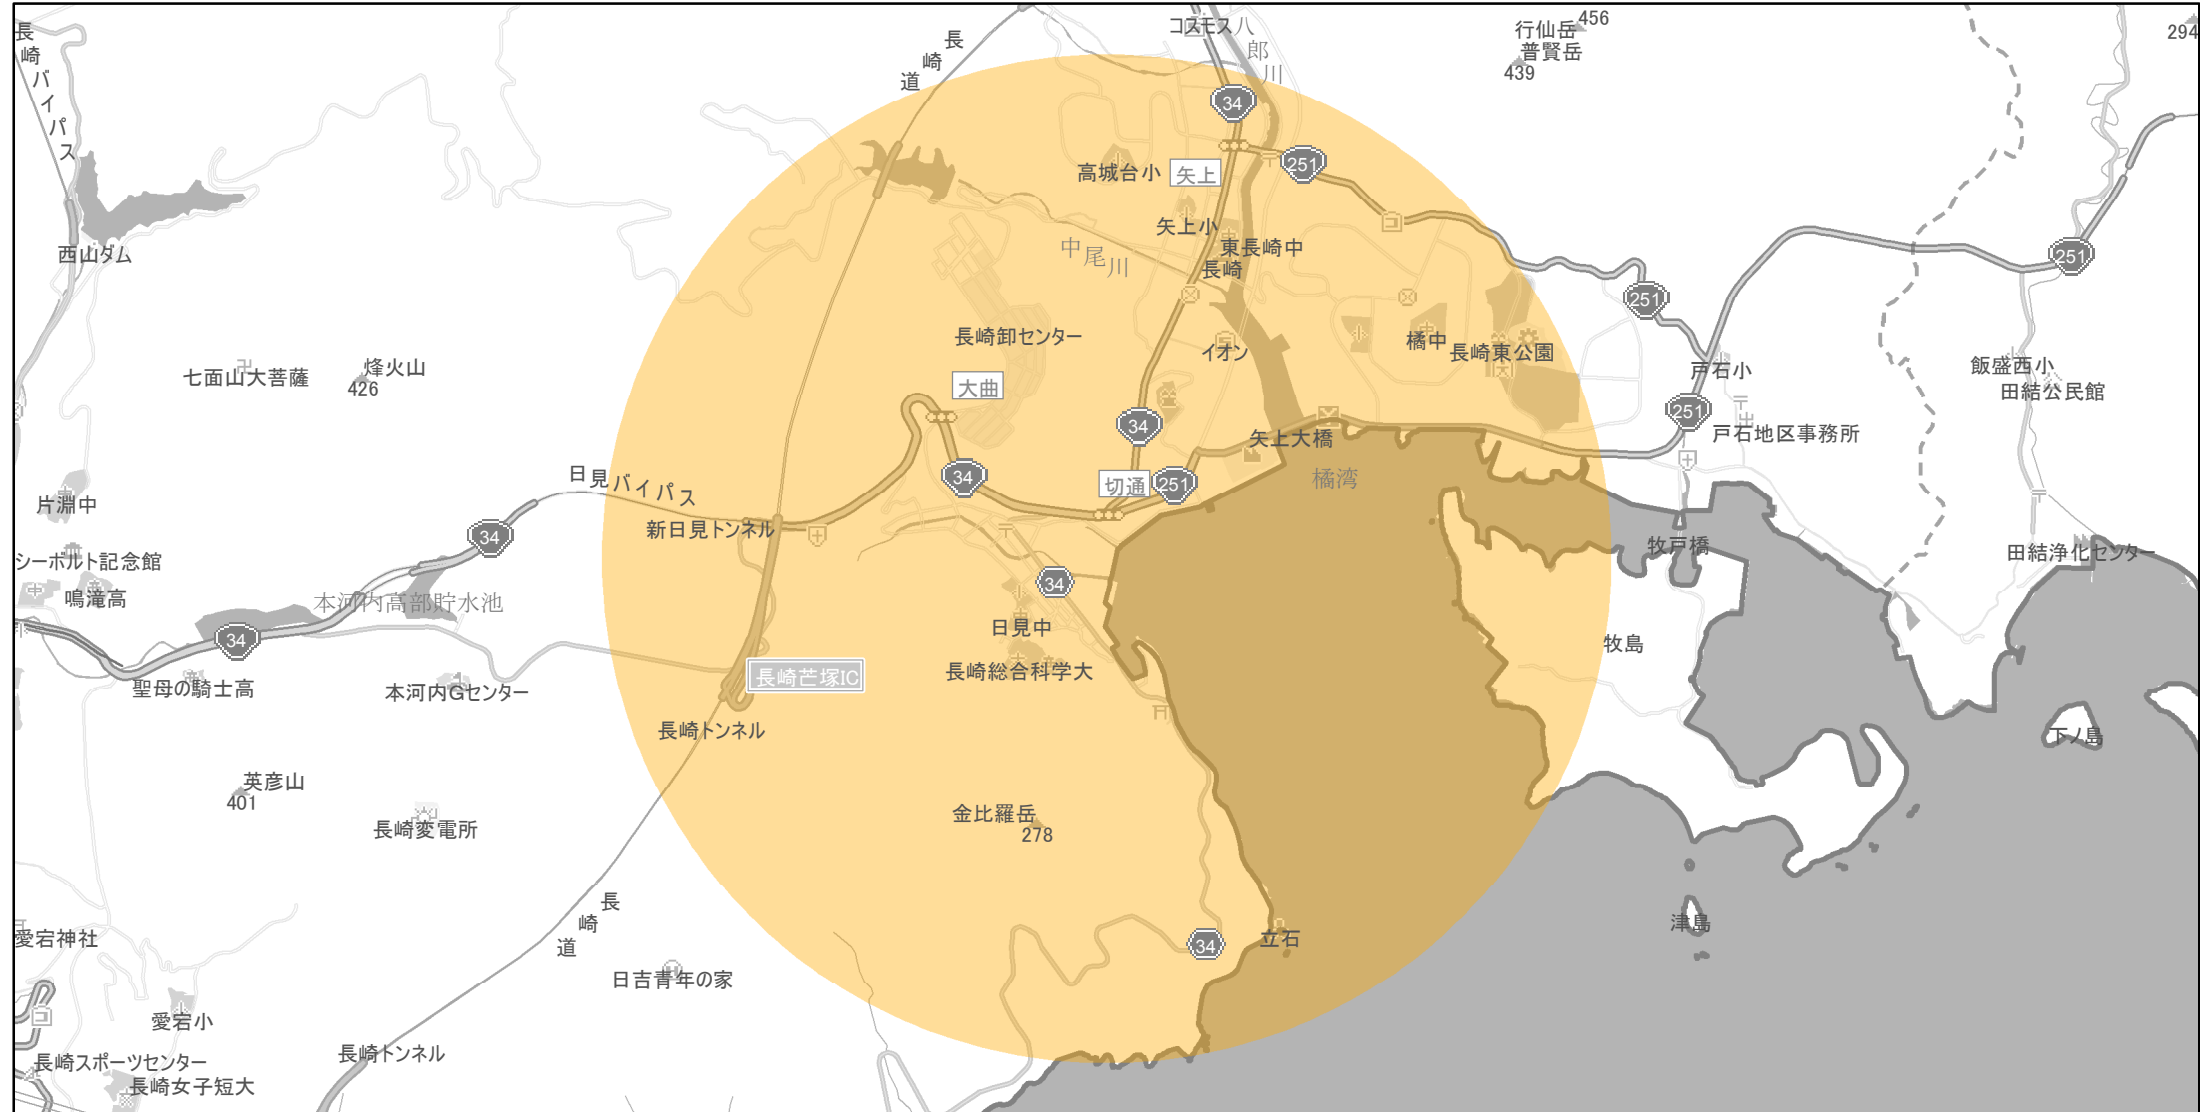 長崎バイパス
長崎道
コスモス
八郎川
行仙岳
456
普賢岳
439
294
34
251
高城台小
矢上
矢上小
東長崎中
長崎
中尾川
西山ダム
251
251
長崎卸センター
イオン
橘中
長崎東公園
七面山大菩薩
烽火山
426
大曲
戸石小
飯盛西小
田結公民館
34
251
矢上大橋
戸石地区事務所
日見バイパス
34
切通
251
橘湾
片淵中
新日見トンネル
34
牧戸橋
田結浄化センター
シーボルト記念館
鳴滝高
本河内高部貯水池
34
34
日見中
牧島
聖母の騎士高
本河内Gセンター
長崎芒塚IC
長崎総合科学大
長崎トンネル
下ノ島
英彦山
401
長崎変電所
金比羅岳
278
長崎道
愛宕神社
34
立石
津島
日吉青年の家
愛宕小
長崎スポーツセンター
長崎トンネル
長崎女子短大